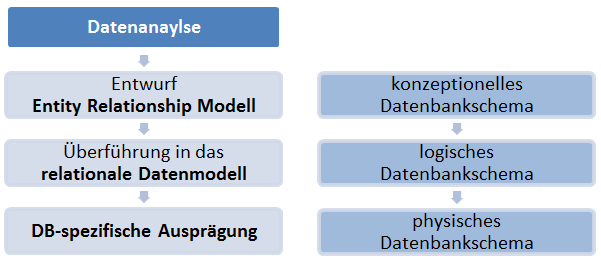 Datenanaylse
Entwurf
Entity Relationship Modell
Überführung in das
relationale Datenmodell
DB-spezifische Ausprägung
konzeptionelles
Datenbankschema
logisches
Datenbankschema
physisches
Datenbankschema